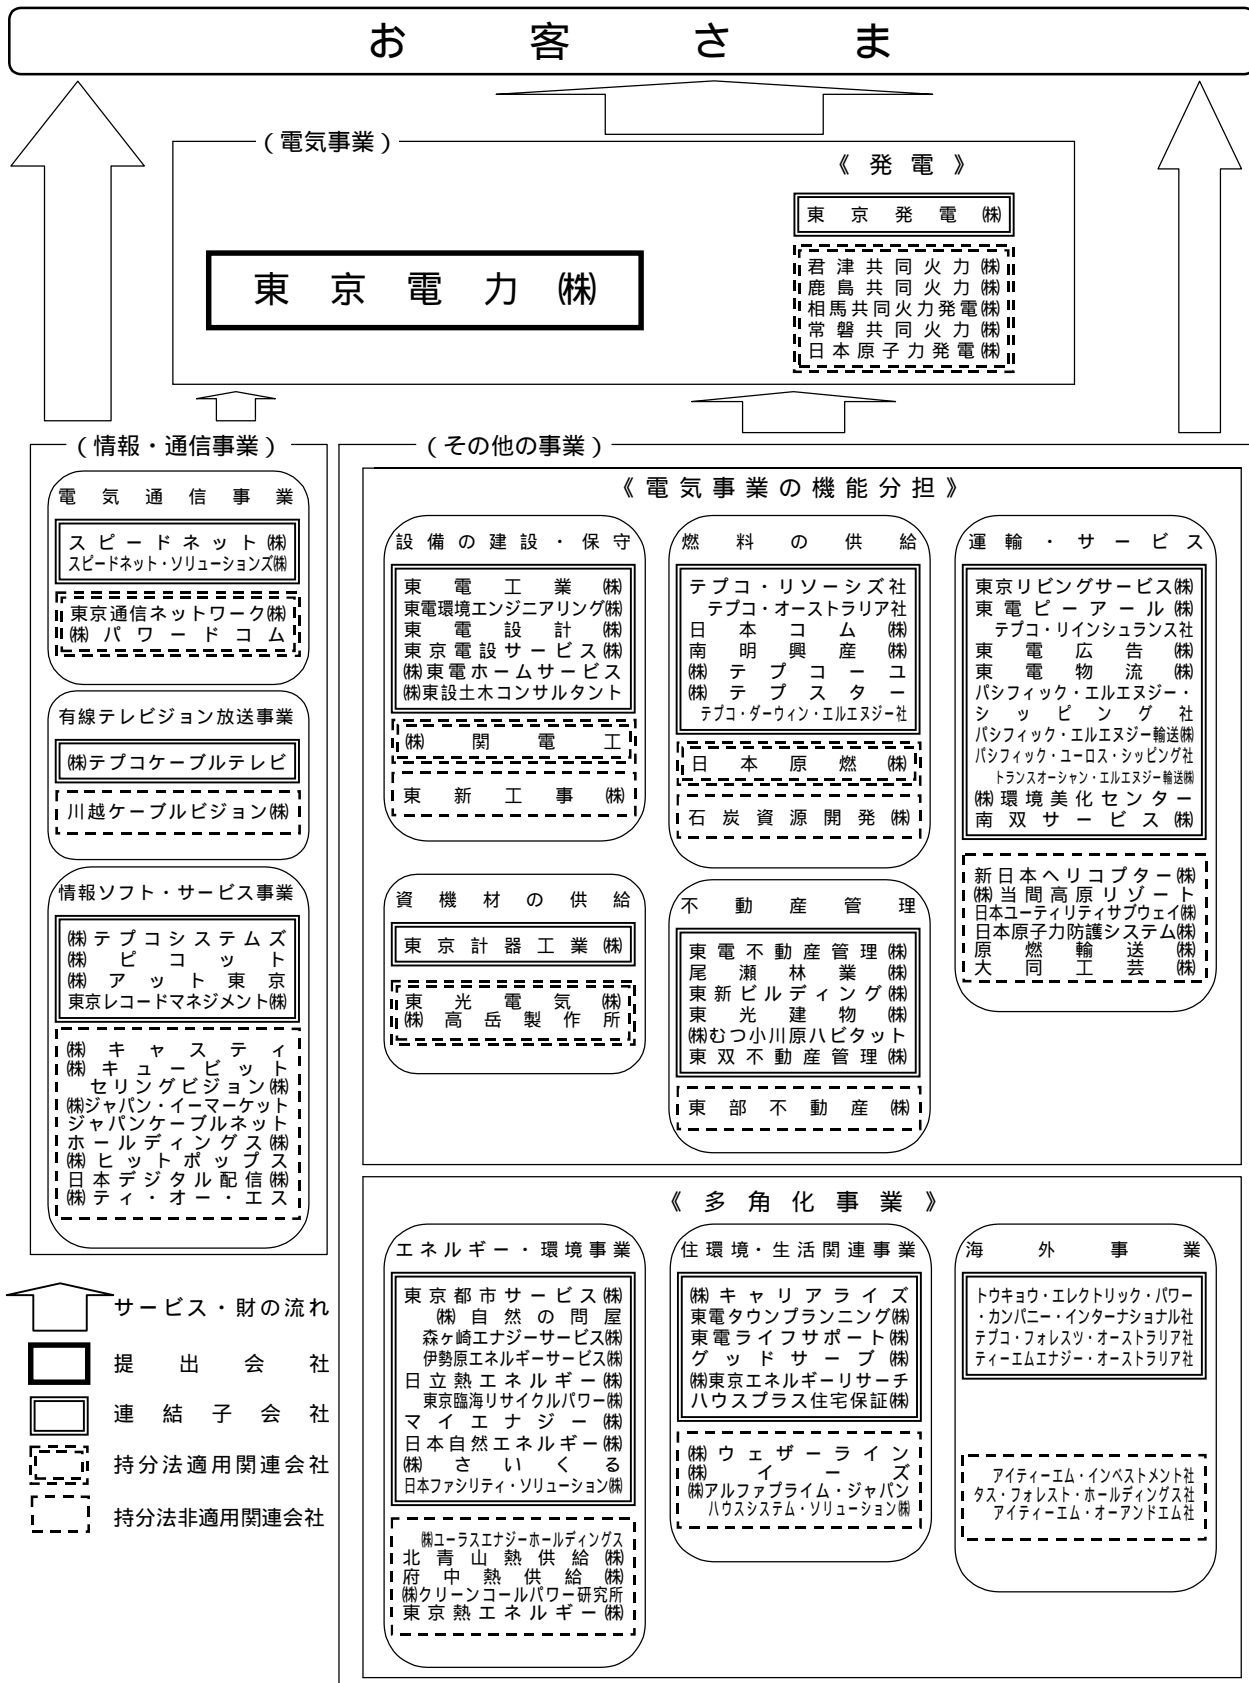 お客さま
（電気事業）
《発電》
東京発電㈱
東京電力㈱
君津共同火力㈱
鹿島共同火力㈱
相馬共同火力発電㈱
常磐共同火力㈱
日本原子力発電㈱
（情報・通信事業）
電気通信事業
スピードネット㈱
スピードネット・ソリューションズ㈱
東京通信ネットワーク㈱
㈱パワードコム
有線テレビジョン放送事業
㈱テプコケーブルテレビ
川越ケーブルビジョン㈱
情報ソフト・サービス事業
㈱テプコシステムズ
㈱ピコット
㈱アット東京
東京レコードマネジメント㈱
㈱キャスティ
㈱キュービット
セリングビジョン㈱
㈱ジャパン・イーマーケット
ジャパンケーブルネット
ホールディングス㈱
㈱ヒットポップス
日本デジタル配信㈱
㈱ティ・オー・エス
（その他の事業）
《電気事業の機能分担》
設備の建設・保守
東電工業㈱
東電環境エンジニアリング㈱
東電設計㈱
東京電設サービス㈱
㈱東電ホームサービス
㈱東設土木コンサルタント
㈱関電工
東新工事㈱
燃料の供給
テプコ・リソーシズ社
テプコ・オーストラリア社
日本コム㈱
南明興産㈱
㈱テプコーユ
㈱テプスター
テプコ・ダーウィン・エルエヌジー社
日本原燃㈱
石炭資源開発㈱
運輸・サービス
東京リビングサービス㈱
東電ピーアール㈱
テプコ・リインシュランス社
東電広告㈱
東電物流㈱
パシフィック・エルエヌジー・
シッピング社
パシフィック・エルエヌジー輸送㈱
パシフィック・ユーロス・シッピング社
トランスオーシャン・エルエヌジー輸送㈱
㈱環境美化センター
南双サービス㈱
新日本ヘリコプター㈱
㈱当間高原リゾート
日本ユーティリティサブウェイ㈱
日本原子力防護システム㈱
原燃輸送㈱
大同工芸㈱
資機材の供給
東京計器工業㈱
東光電気㈱
㈱高岳製作所
不動産管理
東電不動産管理㈱
尾瀬林業㈱
東新ビルディング㈱
東光建物㈱
㈱むつ小川原ハビタット
東双不動産管理㈱
東部不動産㈱
《多角化事業》
エネルギー・環境事業
東京都市サービス㈱
㈱自然の問屋
森ヶ崎エナジーサービス㈱
伊勢原エネルギーサービス㈱
日立熱エネルギー㈱
東京臨海リサイクルパワー㈱
マイエナジー㈱
日本自然エネルギー㈱
㈱さいくる
日本ファシリティ・ソリューション㈱
㈱ユーラスエナジーホールディングス
北青山熱供給㈱
府中熱供給㈱
㈱クリーンコールパワー研究所
東京熱エネルギー㈱
住環境・生活関連事業
㈱キャリアライズ
東電タウンプランニング㈱
東電ライフサポート㈱
グッドサーブ㈱
㈱東京エネルギーリサーチ
ハウスプラス住宅保証㈱
㈱ウェザーライン
㈱イーズ
㈱アルファプライム・ジャパン
ハウスシステム・ソリューション㈱
海外事業
トウキョウ・エレクトリック・パワー
・カンパニー・インターナショナル社
テプコ・フォレスツ・オーストラリア社
ティーエムエナジー・オーストラリア社
アイティーエム・インベストメント社
タス・フォレスト・ホールディングス社
アイティーエム・オーアンドエム社
サービス・財の流れ
提出会社
連結子会社
持分法適用関連会社
持分法非適用関連会社